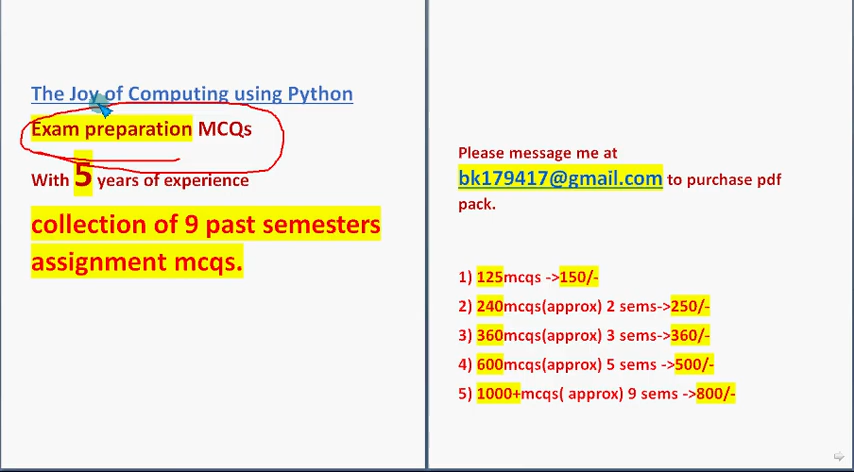 The Joy of Computing using Python
Exam preparation MCQs
With 5 years of experience
collection of 9 past semesters
assignment mcqs.
Please message me at
bk179417@gmail.com to purchase pdf
pack.
1) 125mcqs ->150/-
2) 240mcqs(approx) 2 sems->250/-
3) 360mcqs(approx) 3 sems->360/-
4) 600mcqs(approx) 5 sems ->500/-
5) 1000+mcqs( approx) 9 sems ->800/-